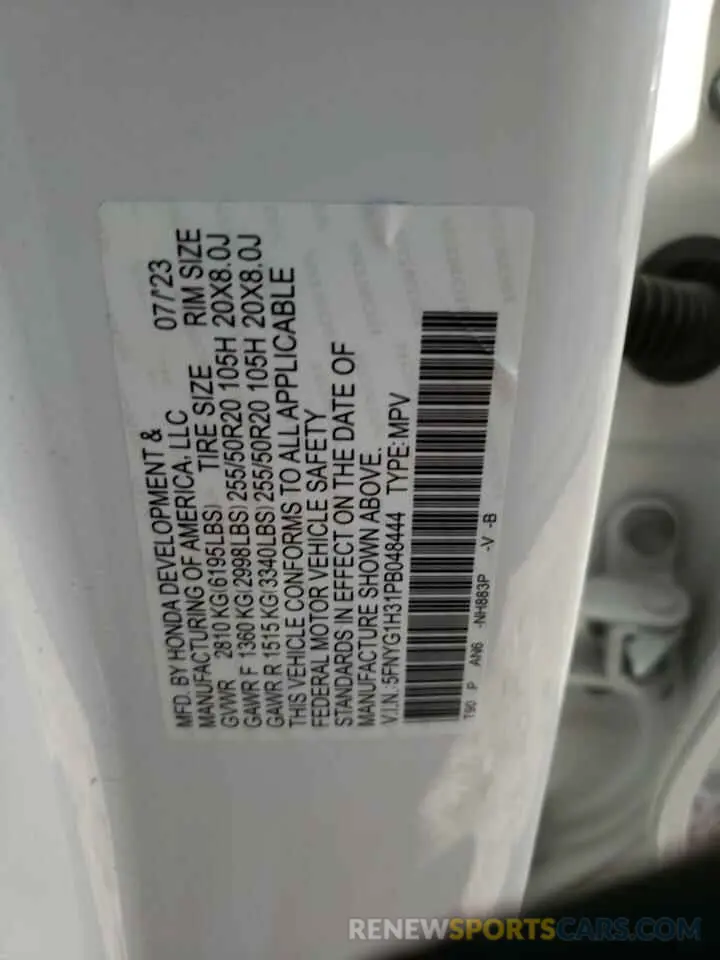 MFD. BY HONDA DEVELOPMENT & 07/'23
MANUFACTURING OF AMERICA, LLC
GVWR 2810 KG(6195LBS) TIRE SIZE RIM SIZE
GAWR F 1360 KG(2998LBS) 255/50R20 105H 20X8.0J
GAWR R 1515 KG(3340LBS) 255/50R20 105H 20X8.0J
THIS VEHICLE CONFORMS TO ALL APPLICABLE
FEDERAL MOTOR VEHICLE SAFETY
STANDARDS IN EFFECT ON THE DATE OF
MANUFACTURE SHOWN ABOVE.
V.I.N.:5FNYG1H31PB048444 TYPE:MPV
T90 P AN6 -NH883P -V -B
RENEWSPORTSCARS.COM